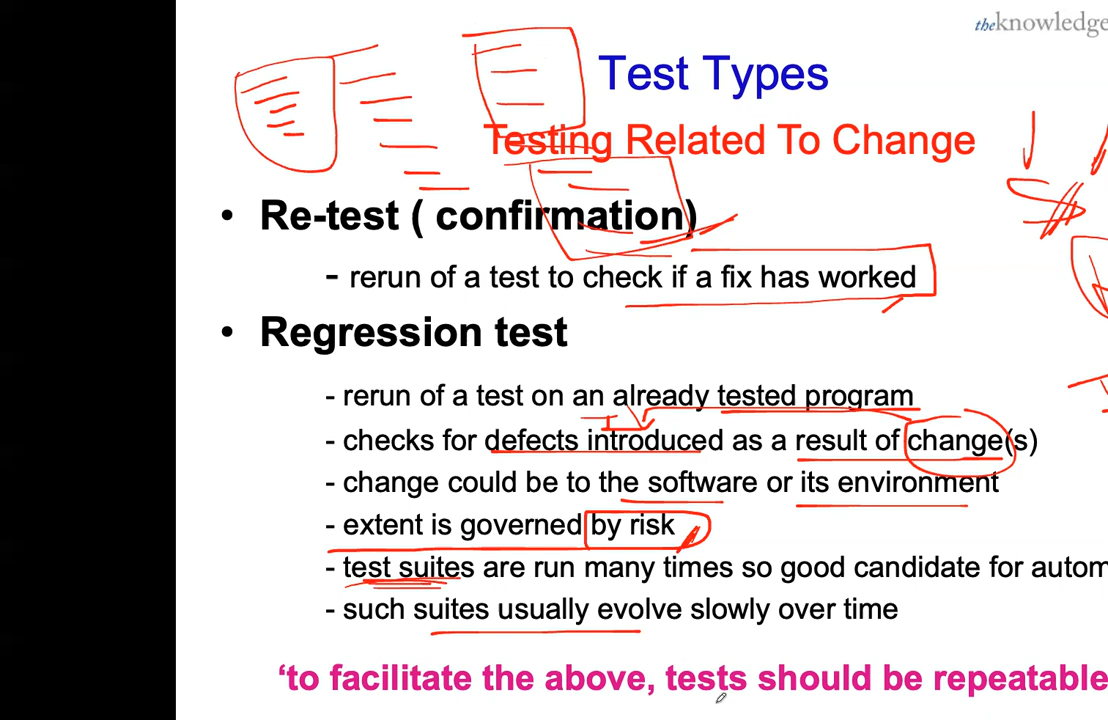 theknowledge
Test Types
Testing Related To Change
• Re-test ( confirmation)
- rerun of a test to check if a fix has worked
• Regression test
- rerun of a test on an already tested program
- checks for defects introduced as a result of change(s)
- change could be to the software or its environment
- extent is governed by risk
- test suites are run many times so good candidate for autom
- such suites usually evolve slowly over time
‘to facilitate the above, tests should be repeatable